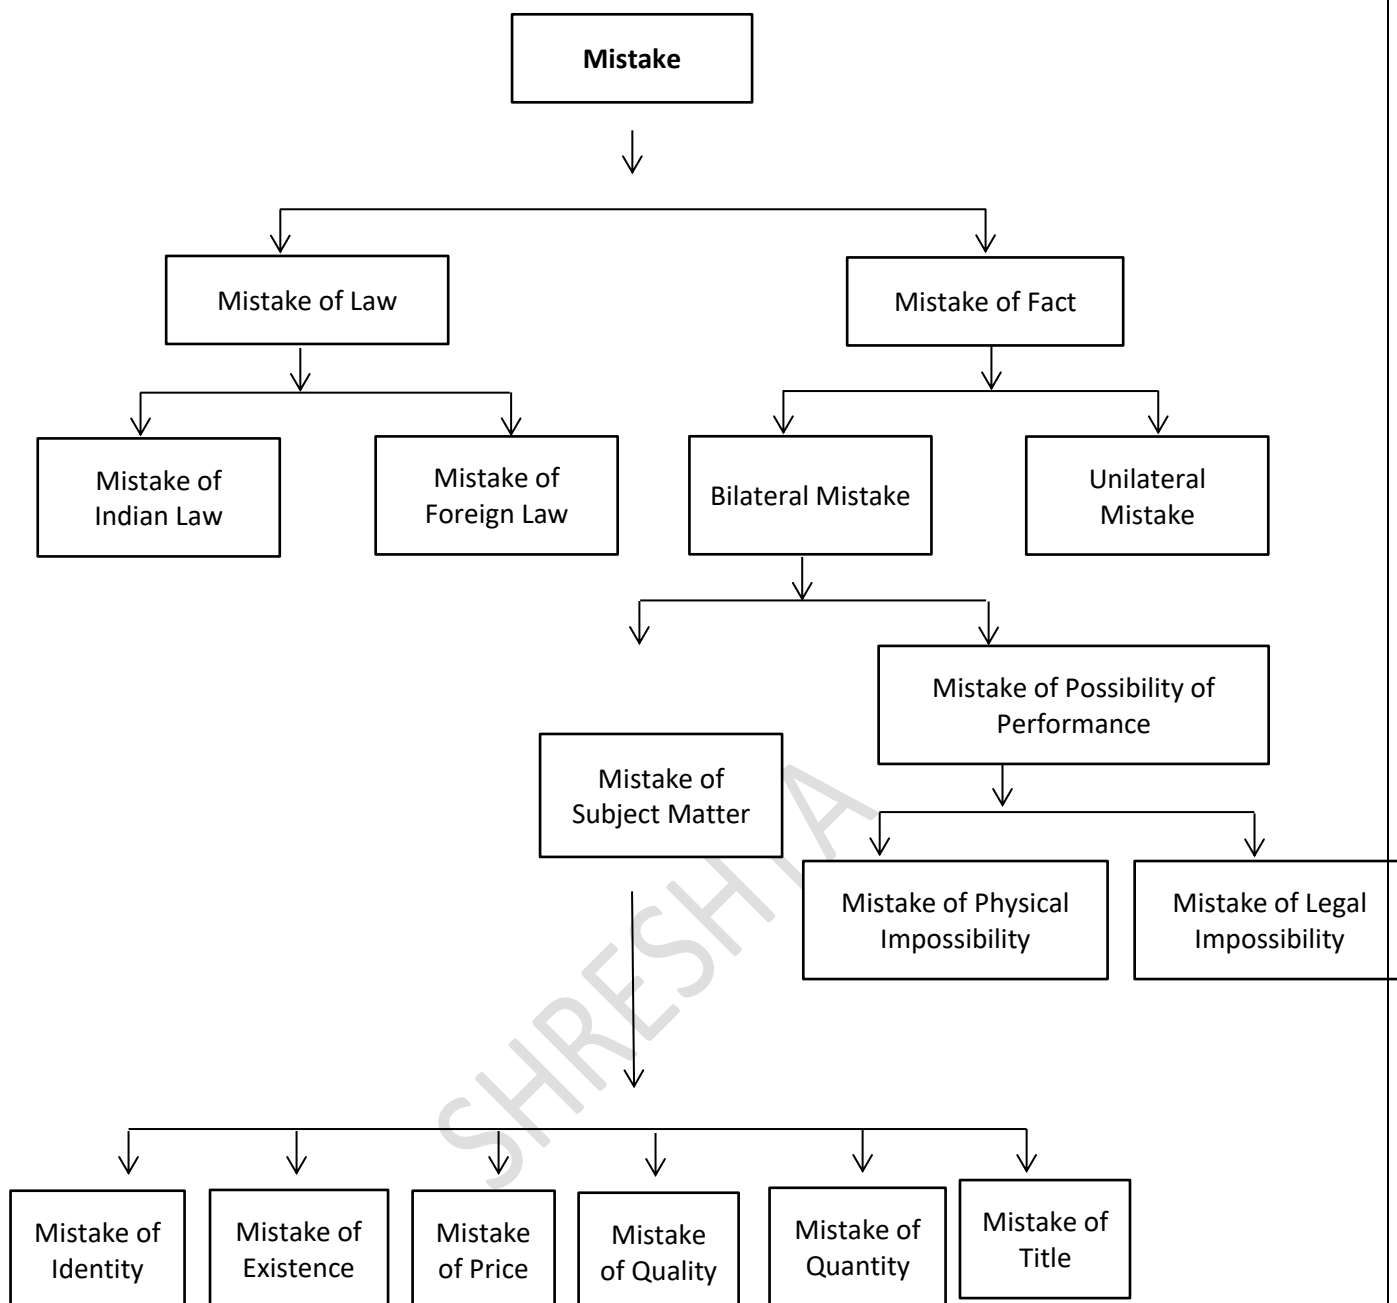 Mistake
Mistake of Law
Mistake of Fact
Mistake of
Indian Law
Mistake of
Foreign Law
Bilateral Mistake
Unilateral
Mistake
Mistake of Possibility of
Performance
Mistake of
Subject Matter
Mistake of Physical
Impossibility
Mistake of Legal
Impossibility
SHRESHTA
Mistake of
Identity
Mistake of
Existence
Mistake
of Price
Mistake
of Quality
Mistake of
Quantity
Mistake of
Title